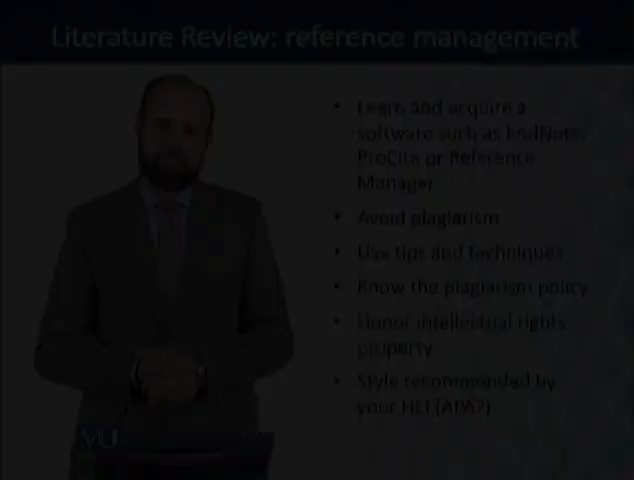 Literature Review: reference management
• Learn and acquire a
software such as EndNote,
ProCite or Reference
Manager
• Avoid plagiarism
• Use tips and techniques
• Know the plagiarism policy
• Honor intellectual rights
property
• Style recommended by
your HEI (APA?)
VU